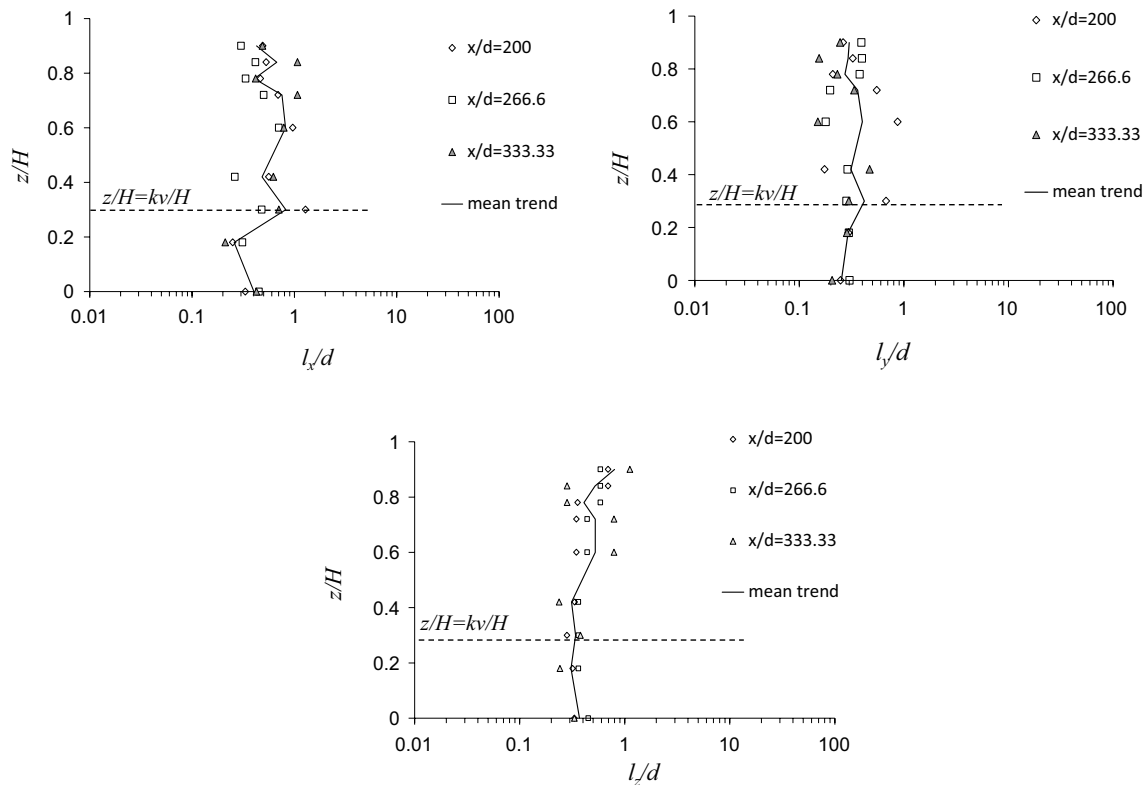 1
0.8
0.6
0.4
0.2
0
z/H
z/H=kv/H
0.01 0.1 1 10 100
lₓ/d
x/d=200
x/d=266.6
x/d=333.33
mean trend
1
0.8
0.6
0.4
0.2
0
z/H
z/H=kv/H
0.01 0.1 1 10 100
l_y/d
x/d=200
x/d=266.6
x/d=333.33
mean trend
1
0.8
0.6
0.4
0.2
0
z/H
z/H=kv/H
0.01 0.1 1 10 100
l_z/d
x/d=200
x/d=266.6
x/d=333.33
mean trend